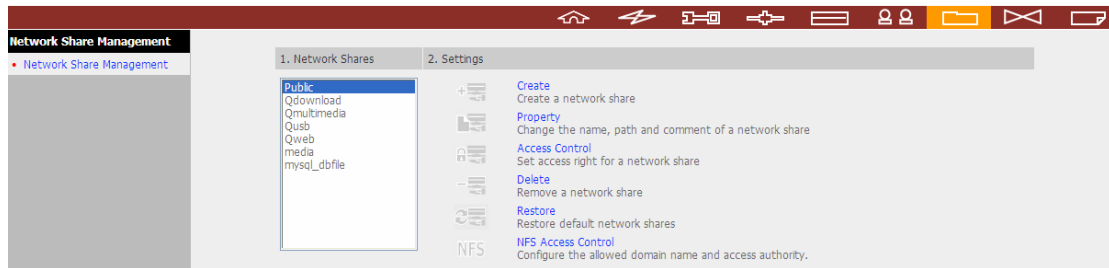 Network Share Management
• Network Share Management
1. Network Shares
2. Settings
Public
Qdownload
Qmultimedia
Qusb
Qweb
media
mysql_dbfile
Create
Create a network share
Property
Change the name, path and comment of a network share
Access Control
Set access right for a network share
Delete
Remove a network share
Restore
Restore default network shares
NFS
NFS Access Control
Configure the allowed domain name and access authority.